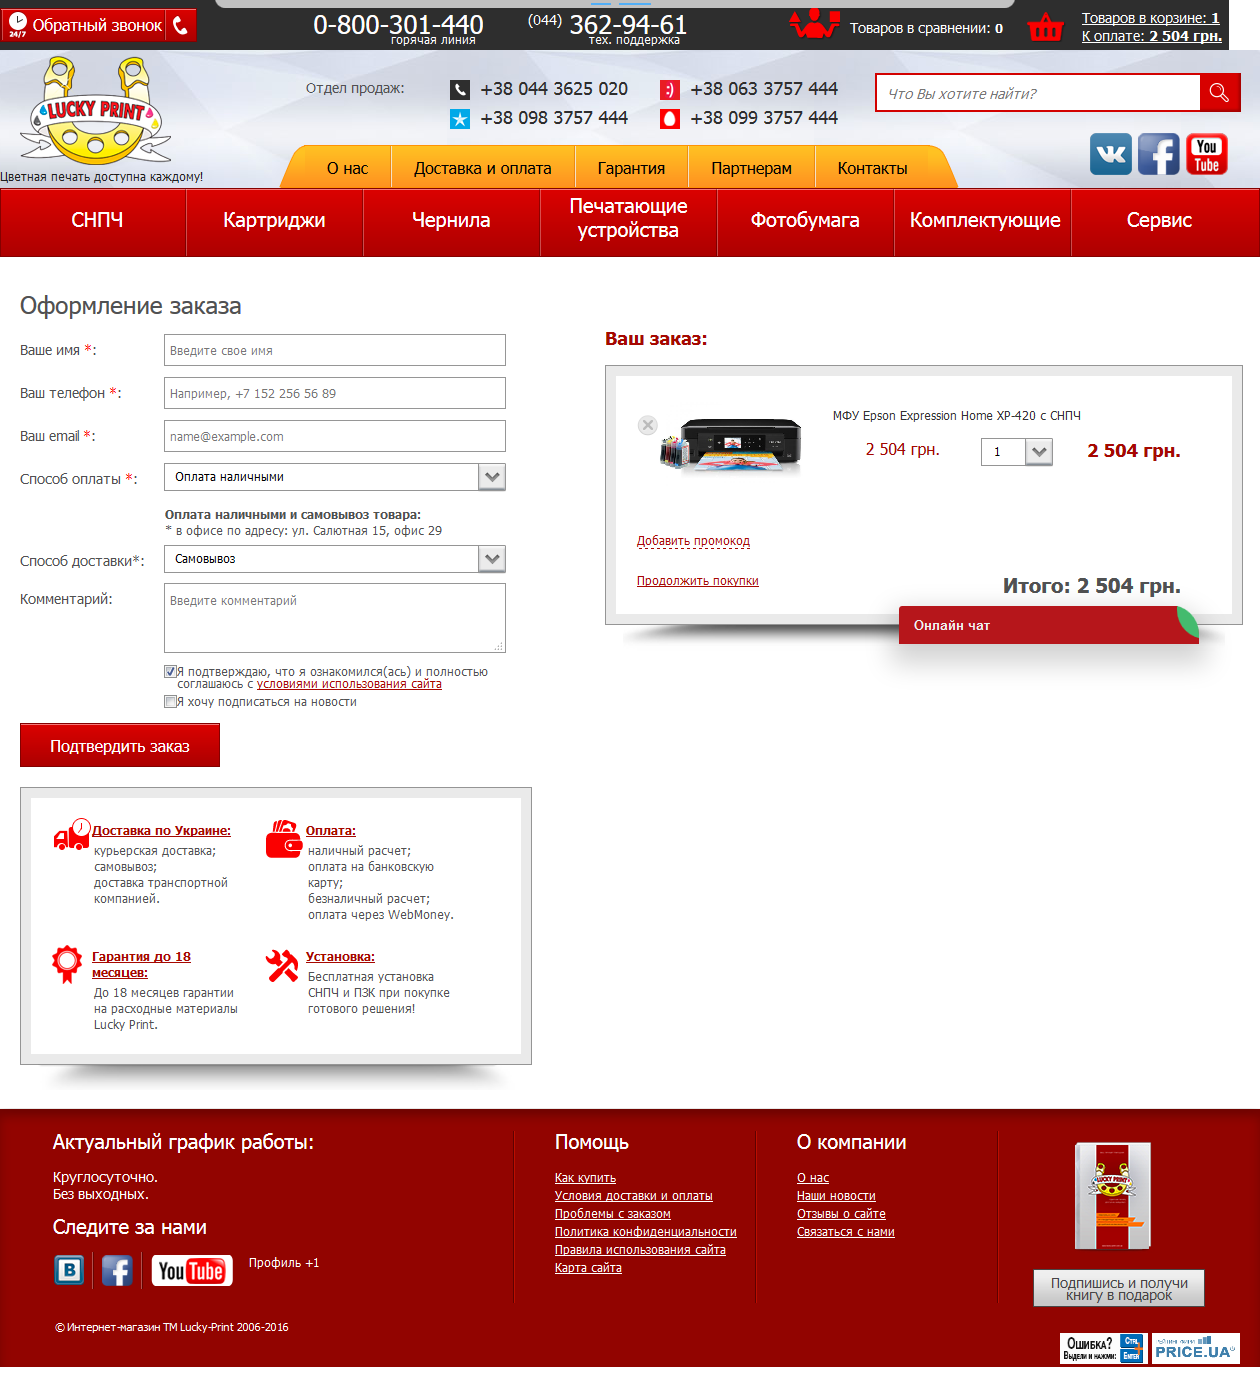 24/7
Обратный звонок
0-800-301-440
горячая линия
(044) 362-94-61
тех. поддержка
Товаров в сравнении: 0
Товаров в корзине: 1
К оплате: 2 504 грн.
LUCKY PRINT
Цветная печать доступна каждому!
Отдел продаж:
+38 044 3625 020
+38 063 3757 444
+38 098 3757 444
+38 099 3757 444
Что Вы хотите найти?
You
Tube
О нас
Доставка и оплата
Гарантия
Партнерам
Контакты
СНПЧ
Картриджи
Чернила
Печатающие
устройства
Фотобумага
Комплектующие
Сервис
Оформление заказа
Ваше имя *:
Введите свое имя
Ваш телефон *:
Например, +7 152 256 56 89
Ваш email *:
name@example.com
Способ оплаты *:
Оплата наличными
Оплата наличными и самовывоз товара:
* в офисе по адресу: ул. Салютная 15, офис 29
Способ доставки*:
Самовывоз
Комментарий:
Введите комментарий
Я подтверждаю, что я ознакомился(ась) и полностью
соглашаюсь с условиями использования сайта
Я хочу подписаться на новости
Подтвердить заказ
Ваш заказ:
МФУ Epson Expression Home XP-420 с СНПЧ
2 504 грн.
1
2 504 грн.
Добавить промокод
Продолжить покупки
Итого: 2 504 грн.
Онлайн чат
Доставка по Украине:
курьерская доставка;
самовывоз;
доставка транспортной
компанией.
Оплата:
наличный расчет;
оплата на банковскую
карту;
безналичный расчет;
оплата через WebMoney.
Гарантия до 18
месяцев:
До 18 месяцев гарантии
на расходные материалы
Lucky Print.
Установка:
Бесплатная установка
СНПЧ и ПЗК при покупке
готового решения!
Актуальный график работы:
Круглосуточно.
Без выходных.
Следите за нами
You Tube
Профиль +1
© Интернет-магазин ТМ Lucky-Print 2006-2016
Помощь
Как купить
Условия доставки и оплаты
Проблемы с заказом
Политика конфиденциальности
Правила использования сайта
Карта сайта
О компании
О нас
Наши новости
Отзывы о сайте
Связаться с нами
LUCKY PRINT
Подпишись и получи
книгу в подарок
Ошибка?
Выдели и нажми:
CTRL
+
ENTER
PRICE.UA